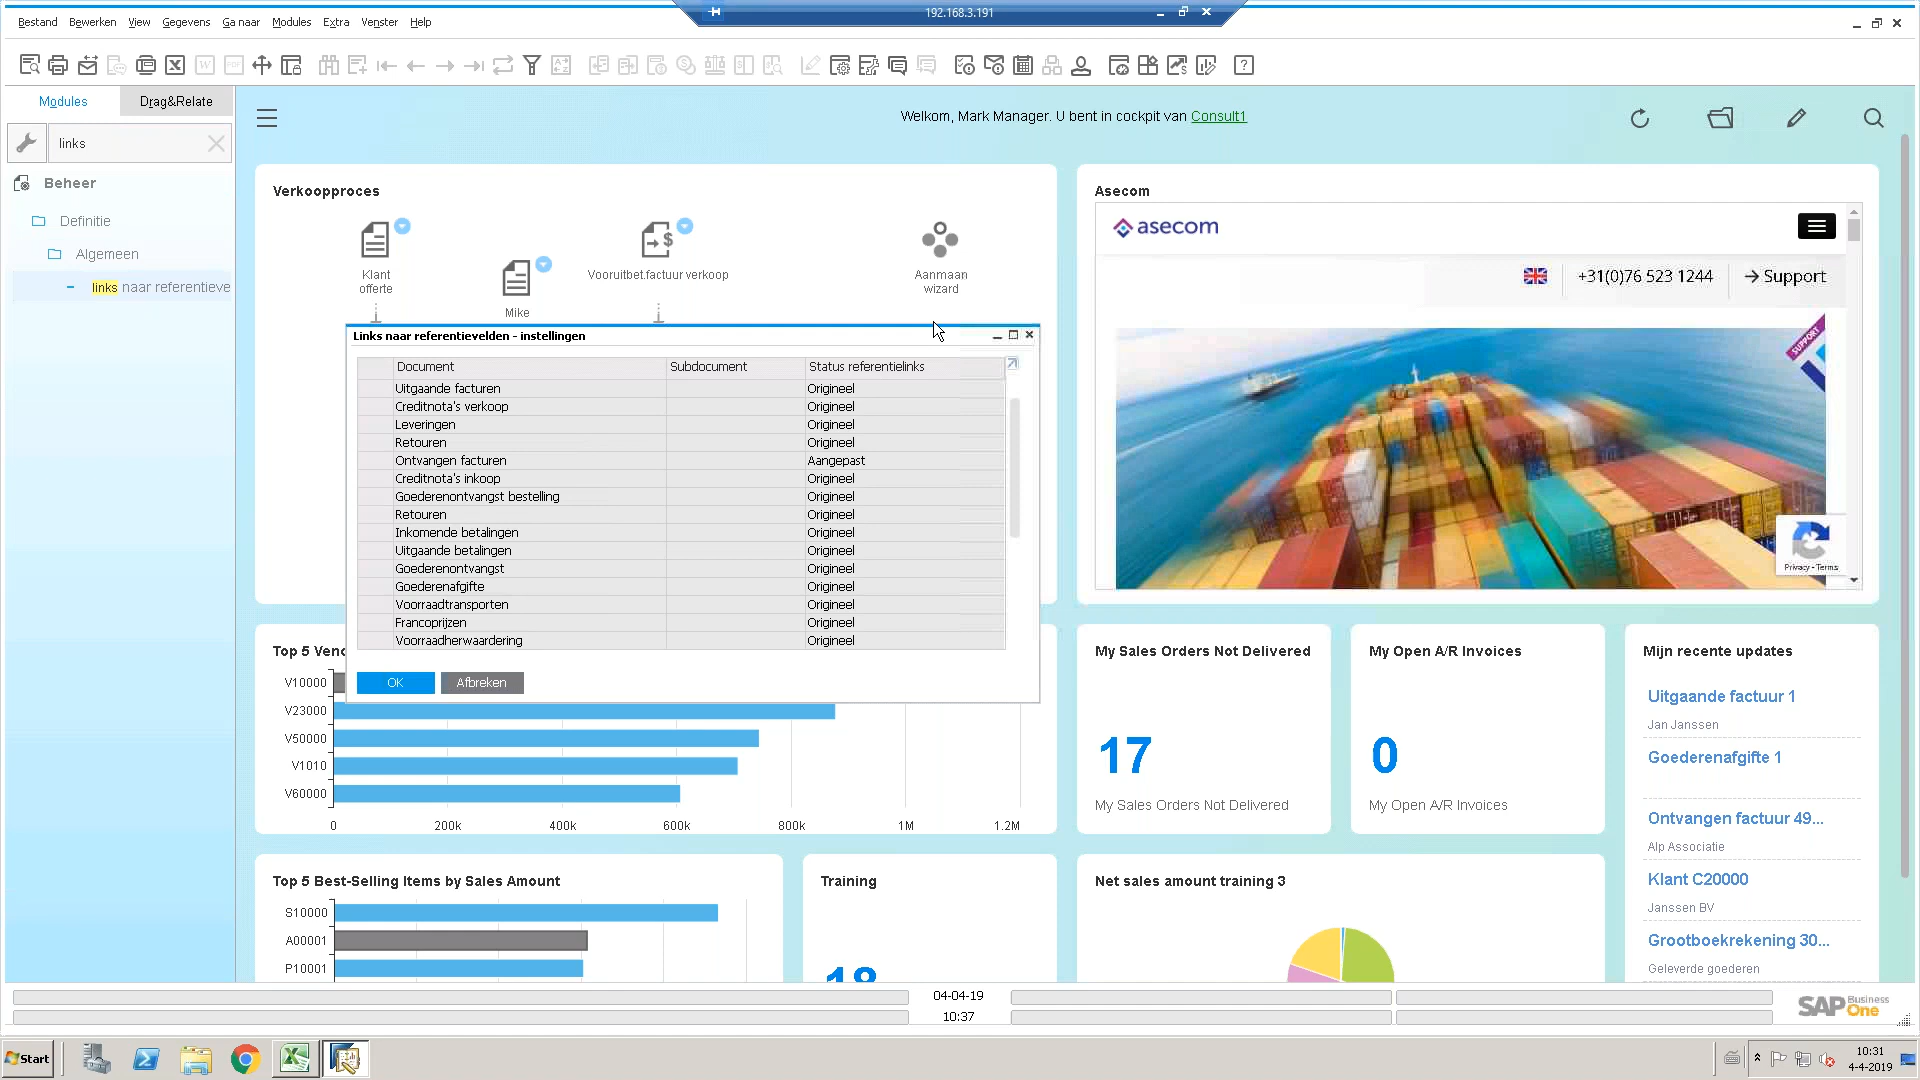 192.168.3.191
Bestand Bewerken View Gegevens Ga naar Modules Extra Venster Help
Modules Drag&Relate
links
Beheer
Definitie
Algemeen
links naar referentieve
Welkom, Mark Manager. U bent in cockpit van Consult1
Verkoopproces
Klant
offerte
Mike
Vooruitbet.factuur verkoop
Aanmaan
wizard
Asecom
asecom
+31(0)76 523 1244 Support
SUPPORT
Privacy - Terms
Links naar referentievelden - instellingen
Document Subdocument Status referentielinks
Uitgaande facturen Origineel
Creditnota's verkoop Origineel
Leveringen Origineel
Retouren Origineel
Ontvangen facturen Aangepast
Creditnota's inkoop Origineel
Goederenontvangst bestelling Origineel
Retouren Origineel
Inkomende betalingen Origineel
Uitgaande betalingen Origineel
Goederenontvangst Origineel
Goederenafgifte Origineel
Voorraadtransporten Origineel
Francoprijzen Origineel
Voorraadherwaardering Origineel
OK Afbreken
Top 5 Venc
V10000
V23000
V50000
V1010
V60000
0 200k 400k 600k 800k 1M 1.2M
My Sales Orders Not Delivered
17
My Sales Orders Not Delivered
My Open A/R Invoices
0
My Open A/R Invoices
Mijn recente updates
Uitgaande factuur 1
Jan Janssen
Goederenafgifte 1
Ontvangen factuur 49...
Alp Associatie
Klant C20000
Janssen BV
Grootboekrekening 30...
Geleverde goederen
Top 5 Best-Selling Items by Sales Amount
S10000
A00001
P10001
Training
18
Net sales amount training 3
04-04-19
10:37
SAP Business One
Start
10:31
4-4-2019